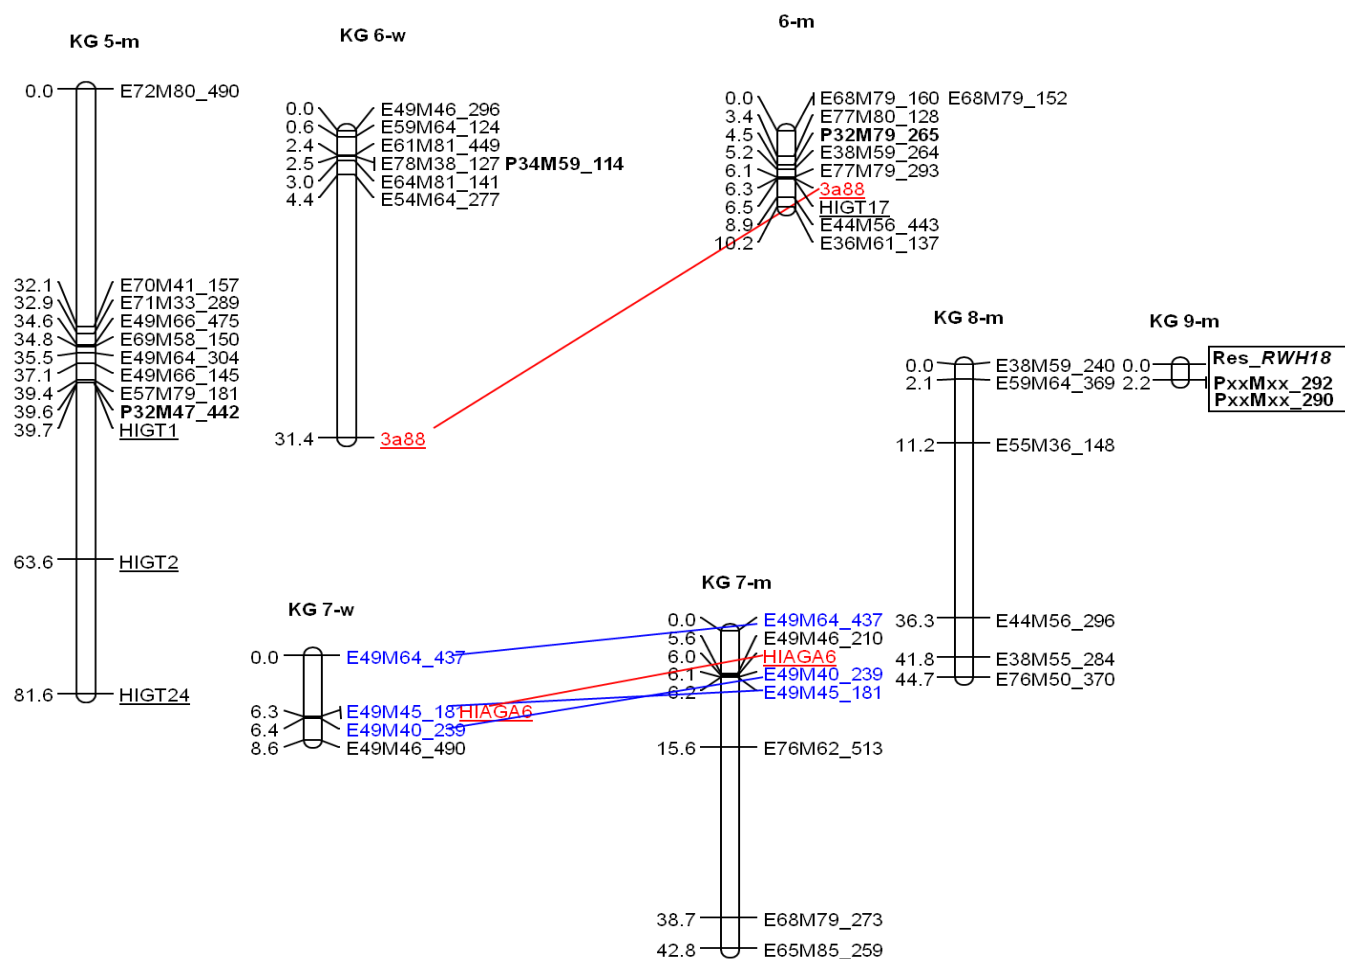 KG 5-m
0.0 E72M80_490
32.1 E70M41_157
32.9 E71M33_289
34.6 E49M66_475
34.8 E69M58_150
35.5 E49M64_304
37.1 E49M66_145
39.4 E57M79_181
39.6 P32M47_442
39.7 HIGT1
63.6 HIGT2
81.6 HIGT24
KG 6-w
0.0 E49M46_296
0.6 E59M64_124
2.4 E61M81_449
2.5 E78M38_127 P34M59_114
3.0 E64M81_141
4.4 E54M64_277
31.4 3a88
6-m
0.0 E68M79_160 E68M79_152
3.4 E77M80_128
4.5 P32M79_265
5.2 E38M59_264
6.1 E77M79_293
6.3 3a88
6.5 HIGT17
8.9 E44M56_443
10.2 E36M61_137
KG 7-w
0.0 E49M64_437
6.3 E49M45_181 HIAGA6
6.4 E49M40_239
8.6 E49M46_490
KG 7-m
0.0 E49M64_437
5.6 E49M46_210
6.0 HIAGA6
6.1 E49M40_239
6.2 E49M45_181
15.6 E76M62_513
38.7 E68M79_273
42.8 E65M85_259
KG 8-m
0.0 E38M59_240
2.1 E59M64_369
11.2 E55M36_148
36.3 E44M56_296
41.8 E38M55_284
44.7 E76M50_370
KG 9-m
0.0 Res_RWH18
2.2 PxxMxx_292
PxxMxx_290